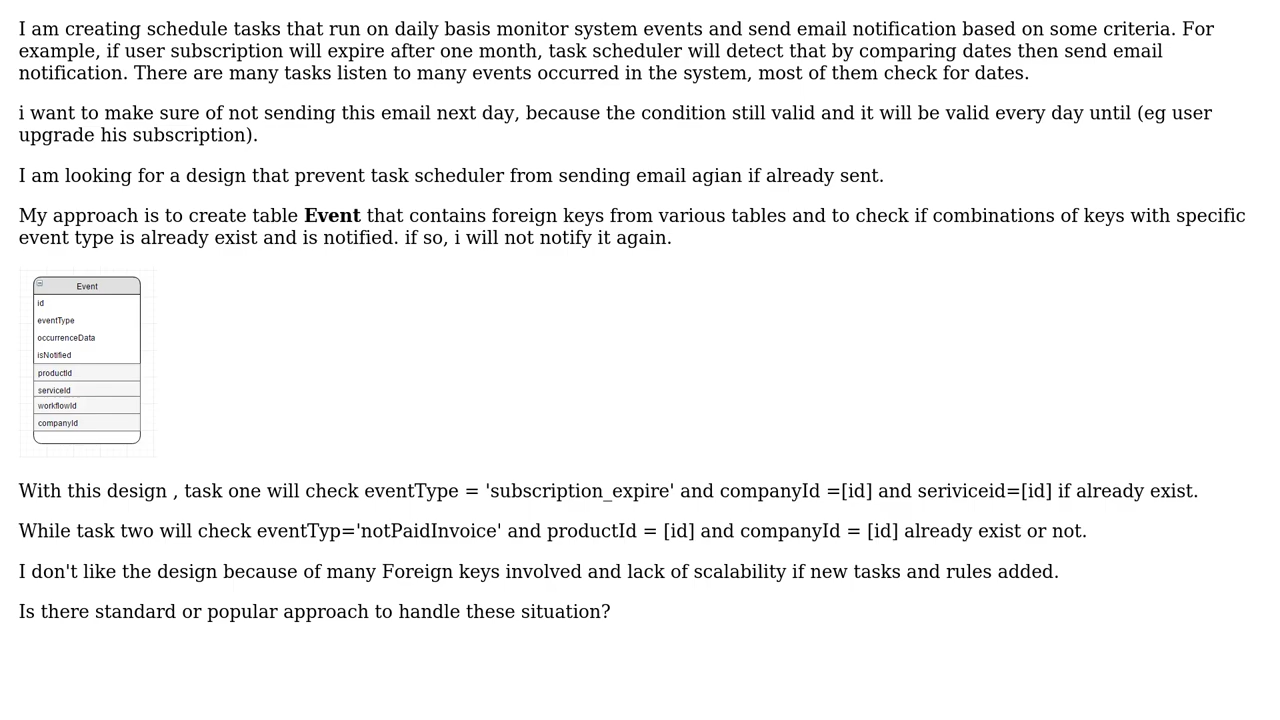 I am creating schedule tasks that run on daily basis monitor system events and send email notification based on some criteria. For
example, if user subscription will expire after one month, task scheduler will detect that by comparing dates then send email
notification. There are many tasks listen to many events occurred in the system, most of them check for dates.
i want to make sure of not sending this email next day, because the condition still valid and it will be valid every day until (eg user
upgrade his subscription).
I am looking for a design that prevent task scheduler from sending email agian if already sent.
My approach is to create table Event that contains foreign keys from various tables and to check if combinations of keys with specific
event type is already exist and is notified. if so, i will not notify it again.
Event
id
eventType
occurrenceData
isNotified
productId
serviceId
workflowId
companyId
With this design , task one will check eventType = 'subscription_expire' and companyId =[id] and seriviceid=[id] if already exist.
While task two will check eventTyp='notPaidInvoice' and productId = [id] and companyId = [id] already exist or not.
I don't like the design because of many Foreign keys involved and lack of scalability if new tasks and rules added.
Is there standard or popular approach to handle these situation?